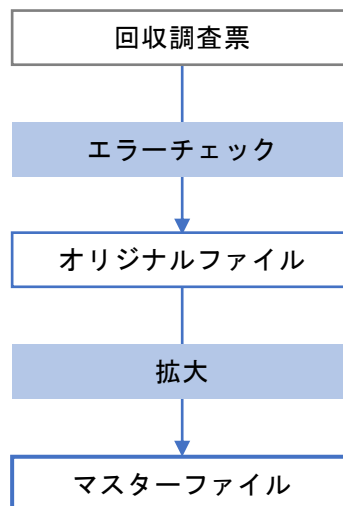 回収調査票
エラーチェック
オリジナルファイル
拡大
マスターファイル